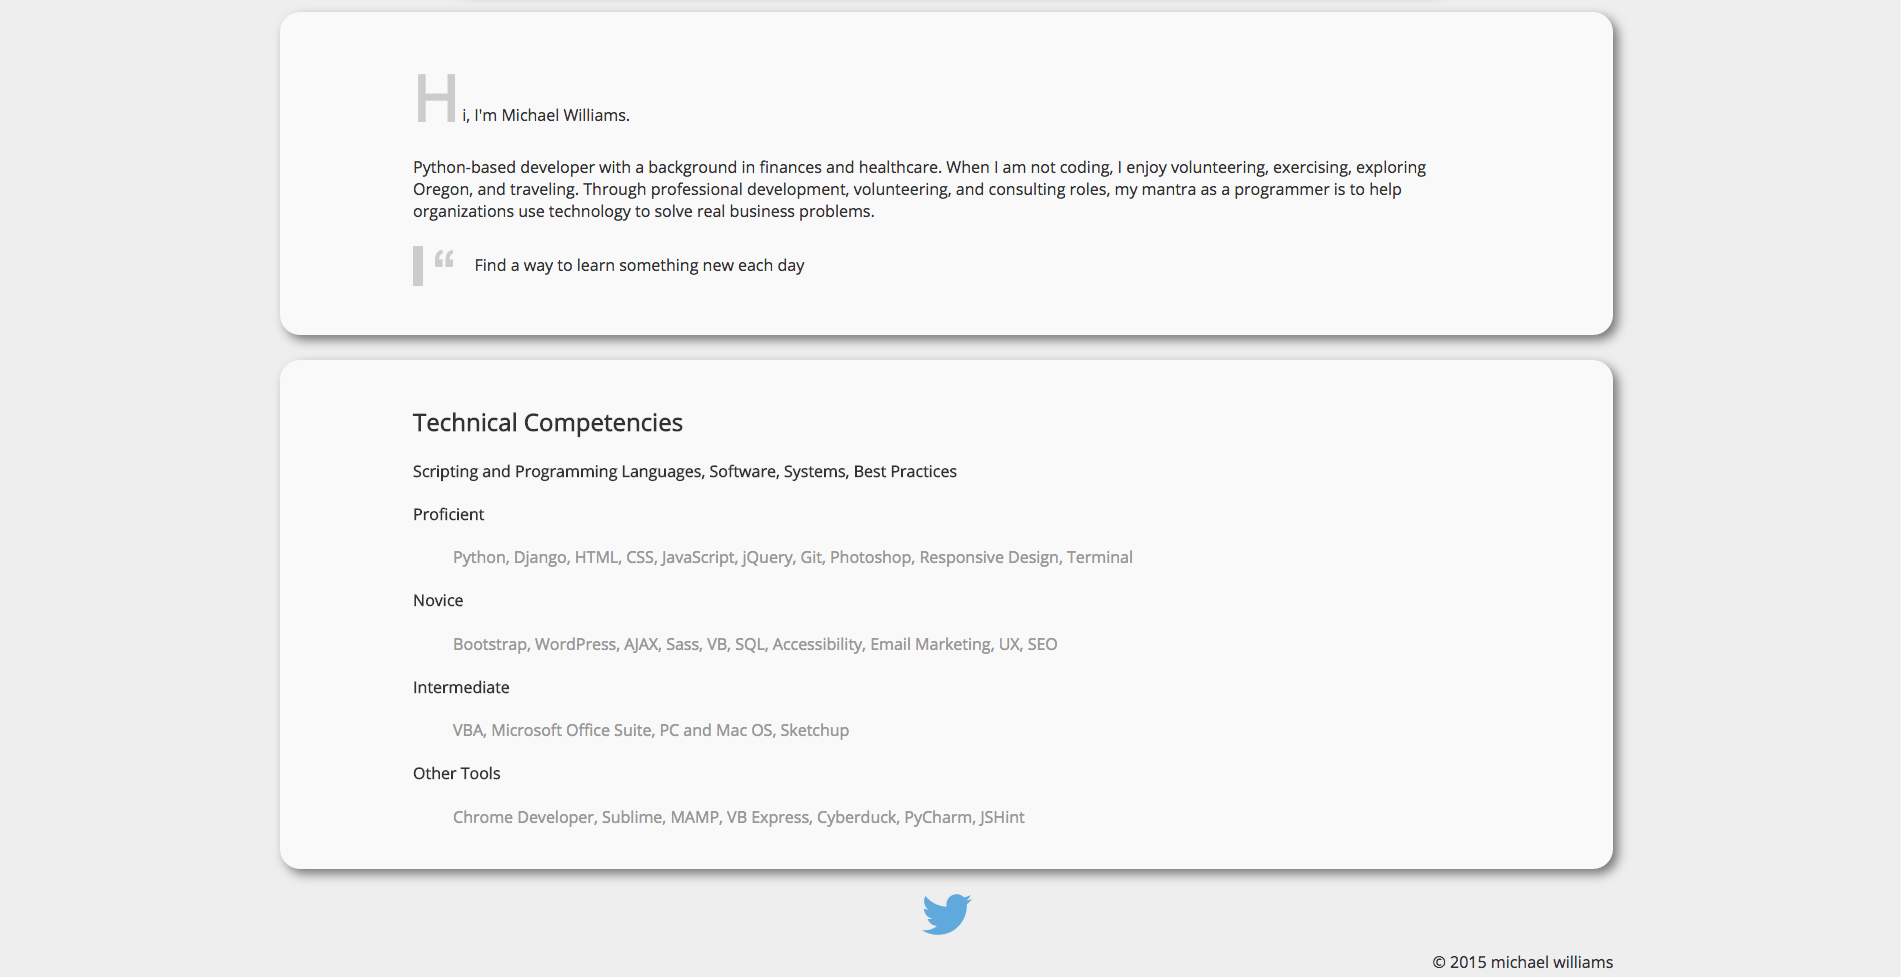 Hi, I'm Michael Williams.
Python-based developer with a background in finances and healthcare. When I am not coding, I enjoy volunteering, exercising, exploring
Oregon, and traveling. Through professional development, volunteering, and consulting roles, my mantra as a programmer is to help
organizations use technology to solve real business problems.
“ Find a way to learn something new each day
Technical Competencies
Scripting and Programming Languages, Software, Systems, Best Practices
Proficient
Python, Django, HTML, CSS, JavaScript, jQuery, Git, Photoshop, Responsive Design, Terminal
Novice
Bootstrap, WordPress, AJAX, Sass, VB, SQL, Accessibility, Email Marketing, UX, SEO
Intermediate
VBA, Microsoft Office Suite, PC and Mac OS, Sketchup
Other Tools
Chrome Developer, Sublime, MAMP, VB Express, Cyberduck, PyCharm, JSHint
© 2015 michael williams